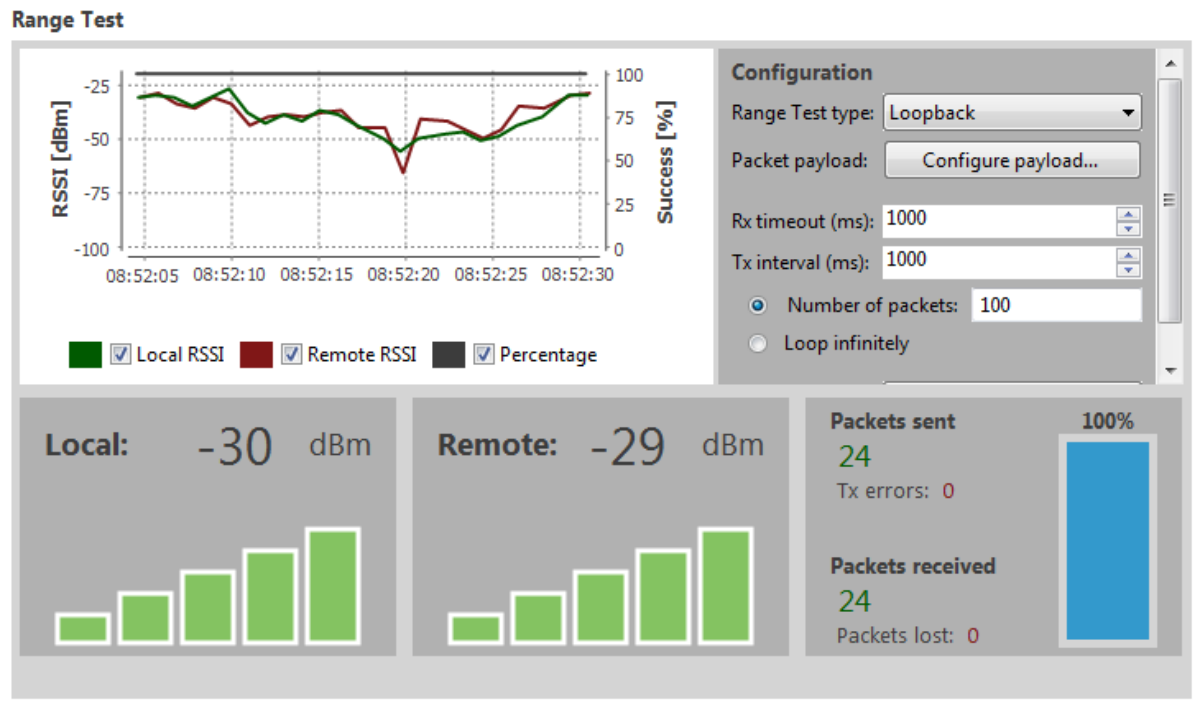 Range Test
-25
-50
-75
-100
RSSI [dBm]
100
75
50
25
0
Success [%]
08:52:05 08:52:10 08:52:15 08:52:20 08:52:25 08:52:30
Local RSSI Remote RSSI Percentage
Configuration
Range Test type: Loopback
Packet payload: Configure payload...
Rx timeout (ms): 1000
Tx interval (ms): 1000
Number of packets: 100
Loop infinitely
Local: -30 dBm
Remote: -29 dBm
Packets sent
24
Tx errors: 0
Packets received
24
Packets lost: 0
100%